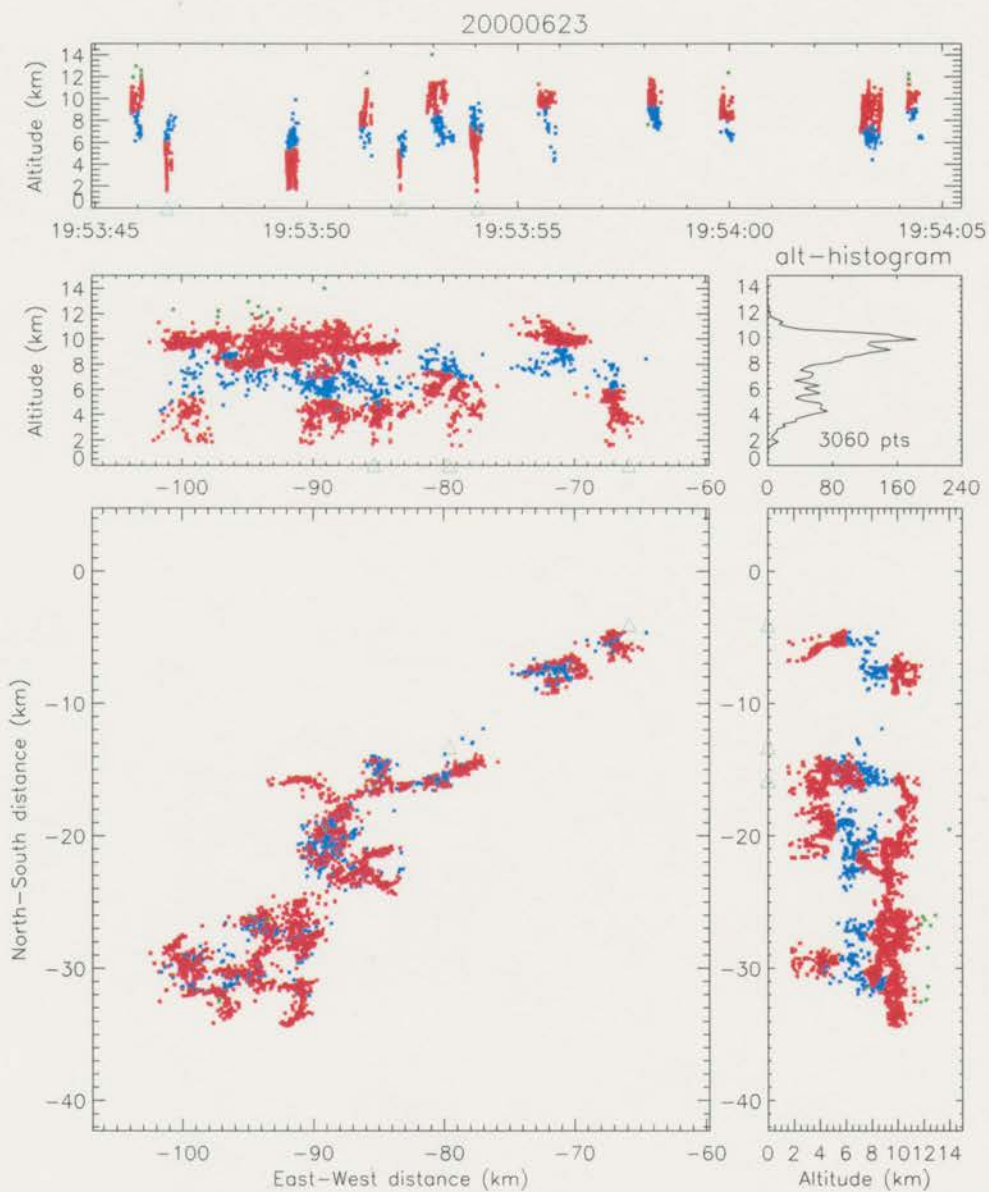 20000623
Altitude (km)
14
12
10
8
6
4
2
0
19:53:45 19:53:50 19:53:55 19:54:00 19:54:05
alt-histogram
Altitude (km)
14
12
10
8
6
4
2
0
-100 -90 -80 -70 -60
14
12
10
8
6
4
2
0
3060 pts
0 80 160 240
North-South distance (km)
0
-10
-20
-30
-40
-100 -90 -80 -70 -60
East-West distance (km)
0
-10
-20
-30
-40
0 2 4 6 8 10 12 14
Altitude (km)